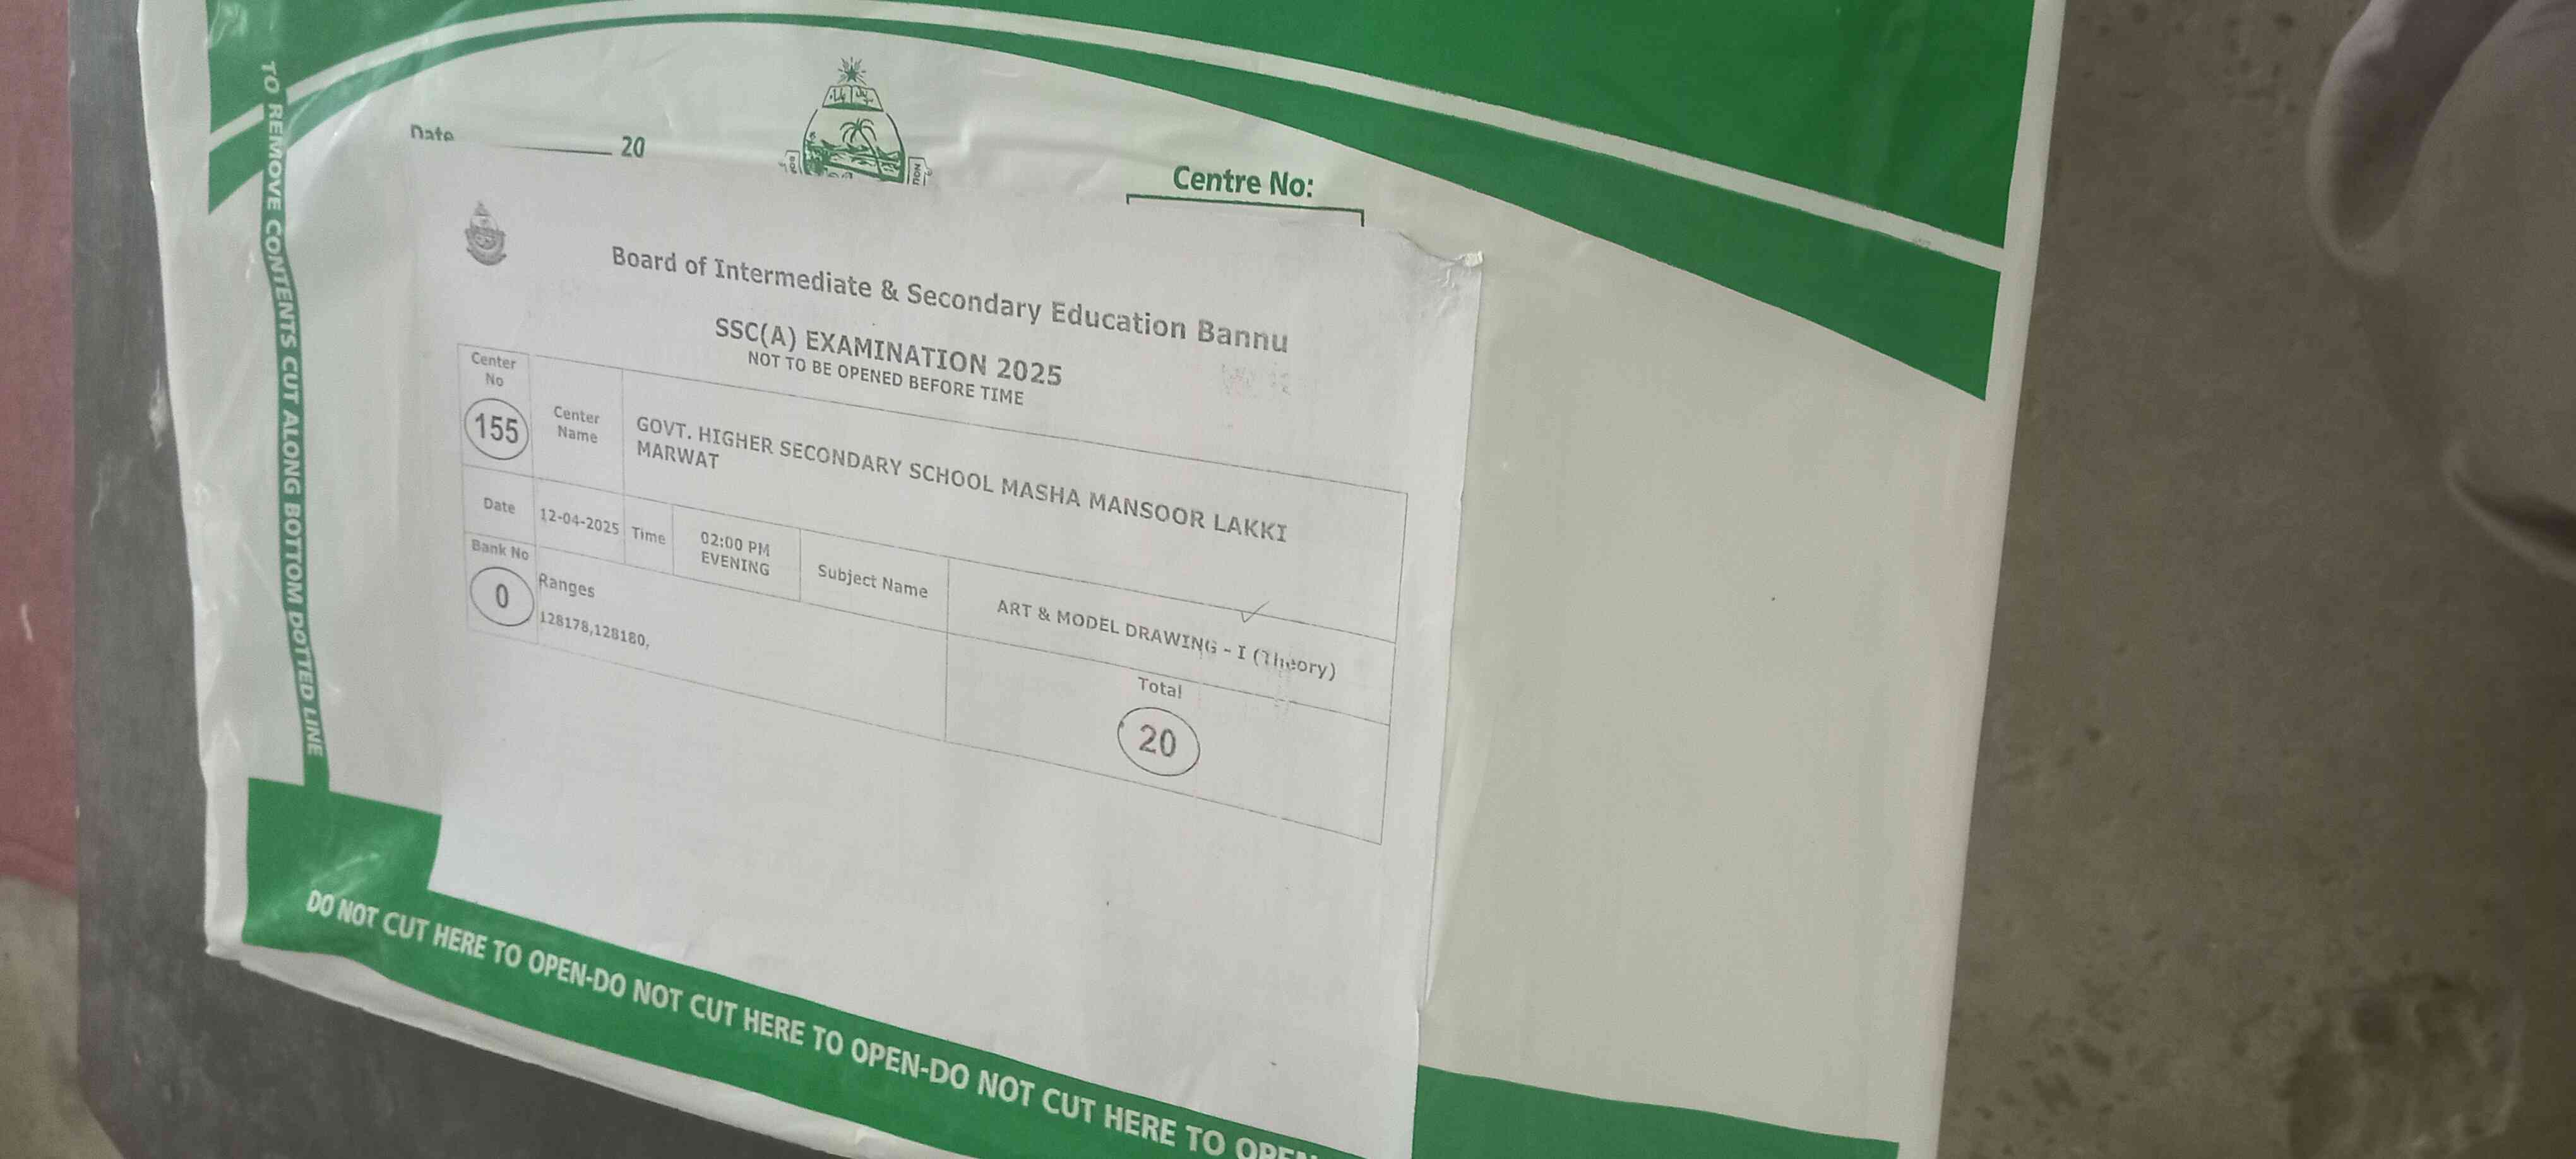 TO REMOVE CONTENTS CUT ALONG BOTTOM DOTTED LINE
Date 20
Centre No:
Board of Intermediate & Secondary Education Bannu
SSC(A) EXAMINATION 2025
NOT TO BE OPENED BEFORE TIME
Center No
155
Center Name
GOVT. HIGHER SECONDARY SCHOOL MASHA MANSOOR LAKKI
MARWAT
Date 12-04-2025 Time 02:00 PM EVENING Subject Name ART & MODEL DRAWING - I (Theory)
Bank No
0
Ranges
128178,128180,
Total
20
DO NOT CUT HERE TO OPEN-DO NOT CUT HERE TO OPEN-DO NOT CUT HERE TO OPEN